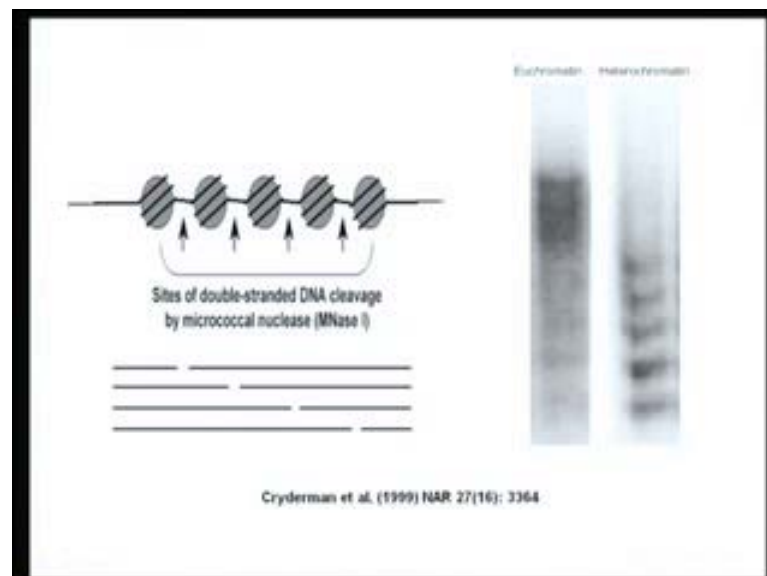 Euchromatin Heterochromatin
Sites of double-stranded DNA cleavage
by micrococcal nuclease (MNase I)
Cryderman et al. (1999) NAR 27(16): 3364